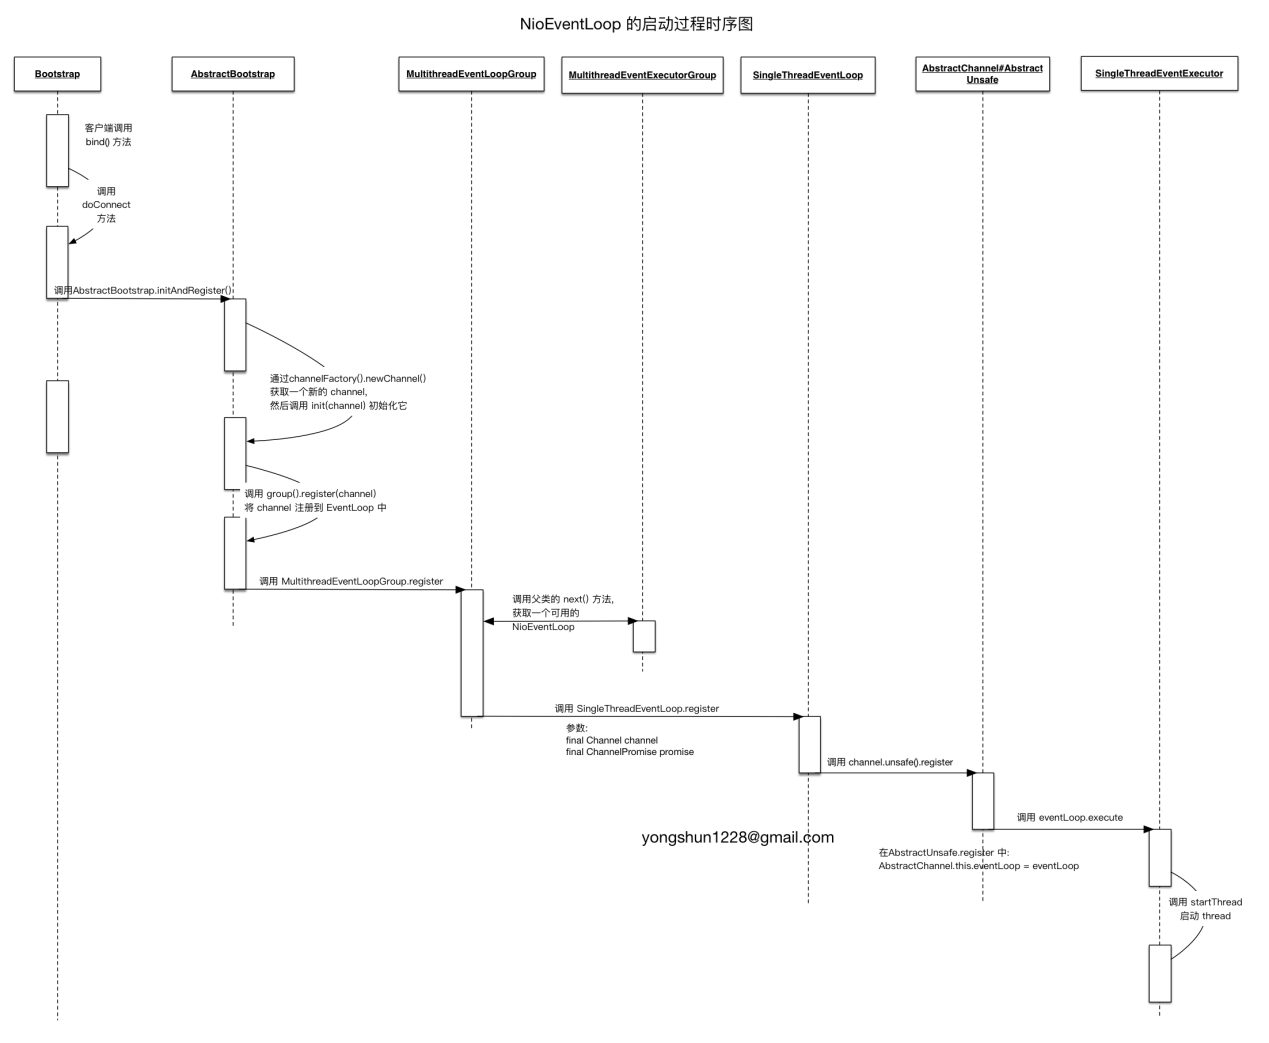 NioEventLoop 的启动过程时序图
Bootstrap
AbstractBootstrap
MultithreadEventLoopGroup
MultithreadEventExecutorGroup
SingleThreadEventLoop
AbstractChannel#Abstract
Unsafe
SingleThreadEventExecutor
客户端调用
bind() 方法
调用
doConnect
方法
调用AbstractBootstrap.initAndRegister()
通过channelFactory().newChannel()
获取一个新的 channel,
然后调用 init(channel) 初始化它
调用 group().register(channel)
将 channel 注册到 EventLoop 中
调用 MultithreadEventLoopGroup.register
调用父类的 next() 方法,
获取一个可用的
NioEventLoop
调用 SingleThreadEventLoop.register
参数:
final Channel channel
final ChannelPromise promise
调用 channel.unsafe().register
调用 eventLoop.execute
yongshun1228@gmail.com
在AbstractUnsafe.register 中:
AbstractChannel.this.eventLoop = eventLoop
调用 startThread
启动 thread